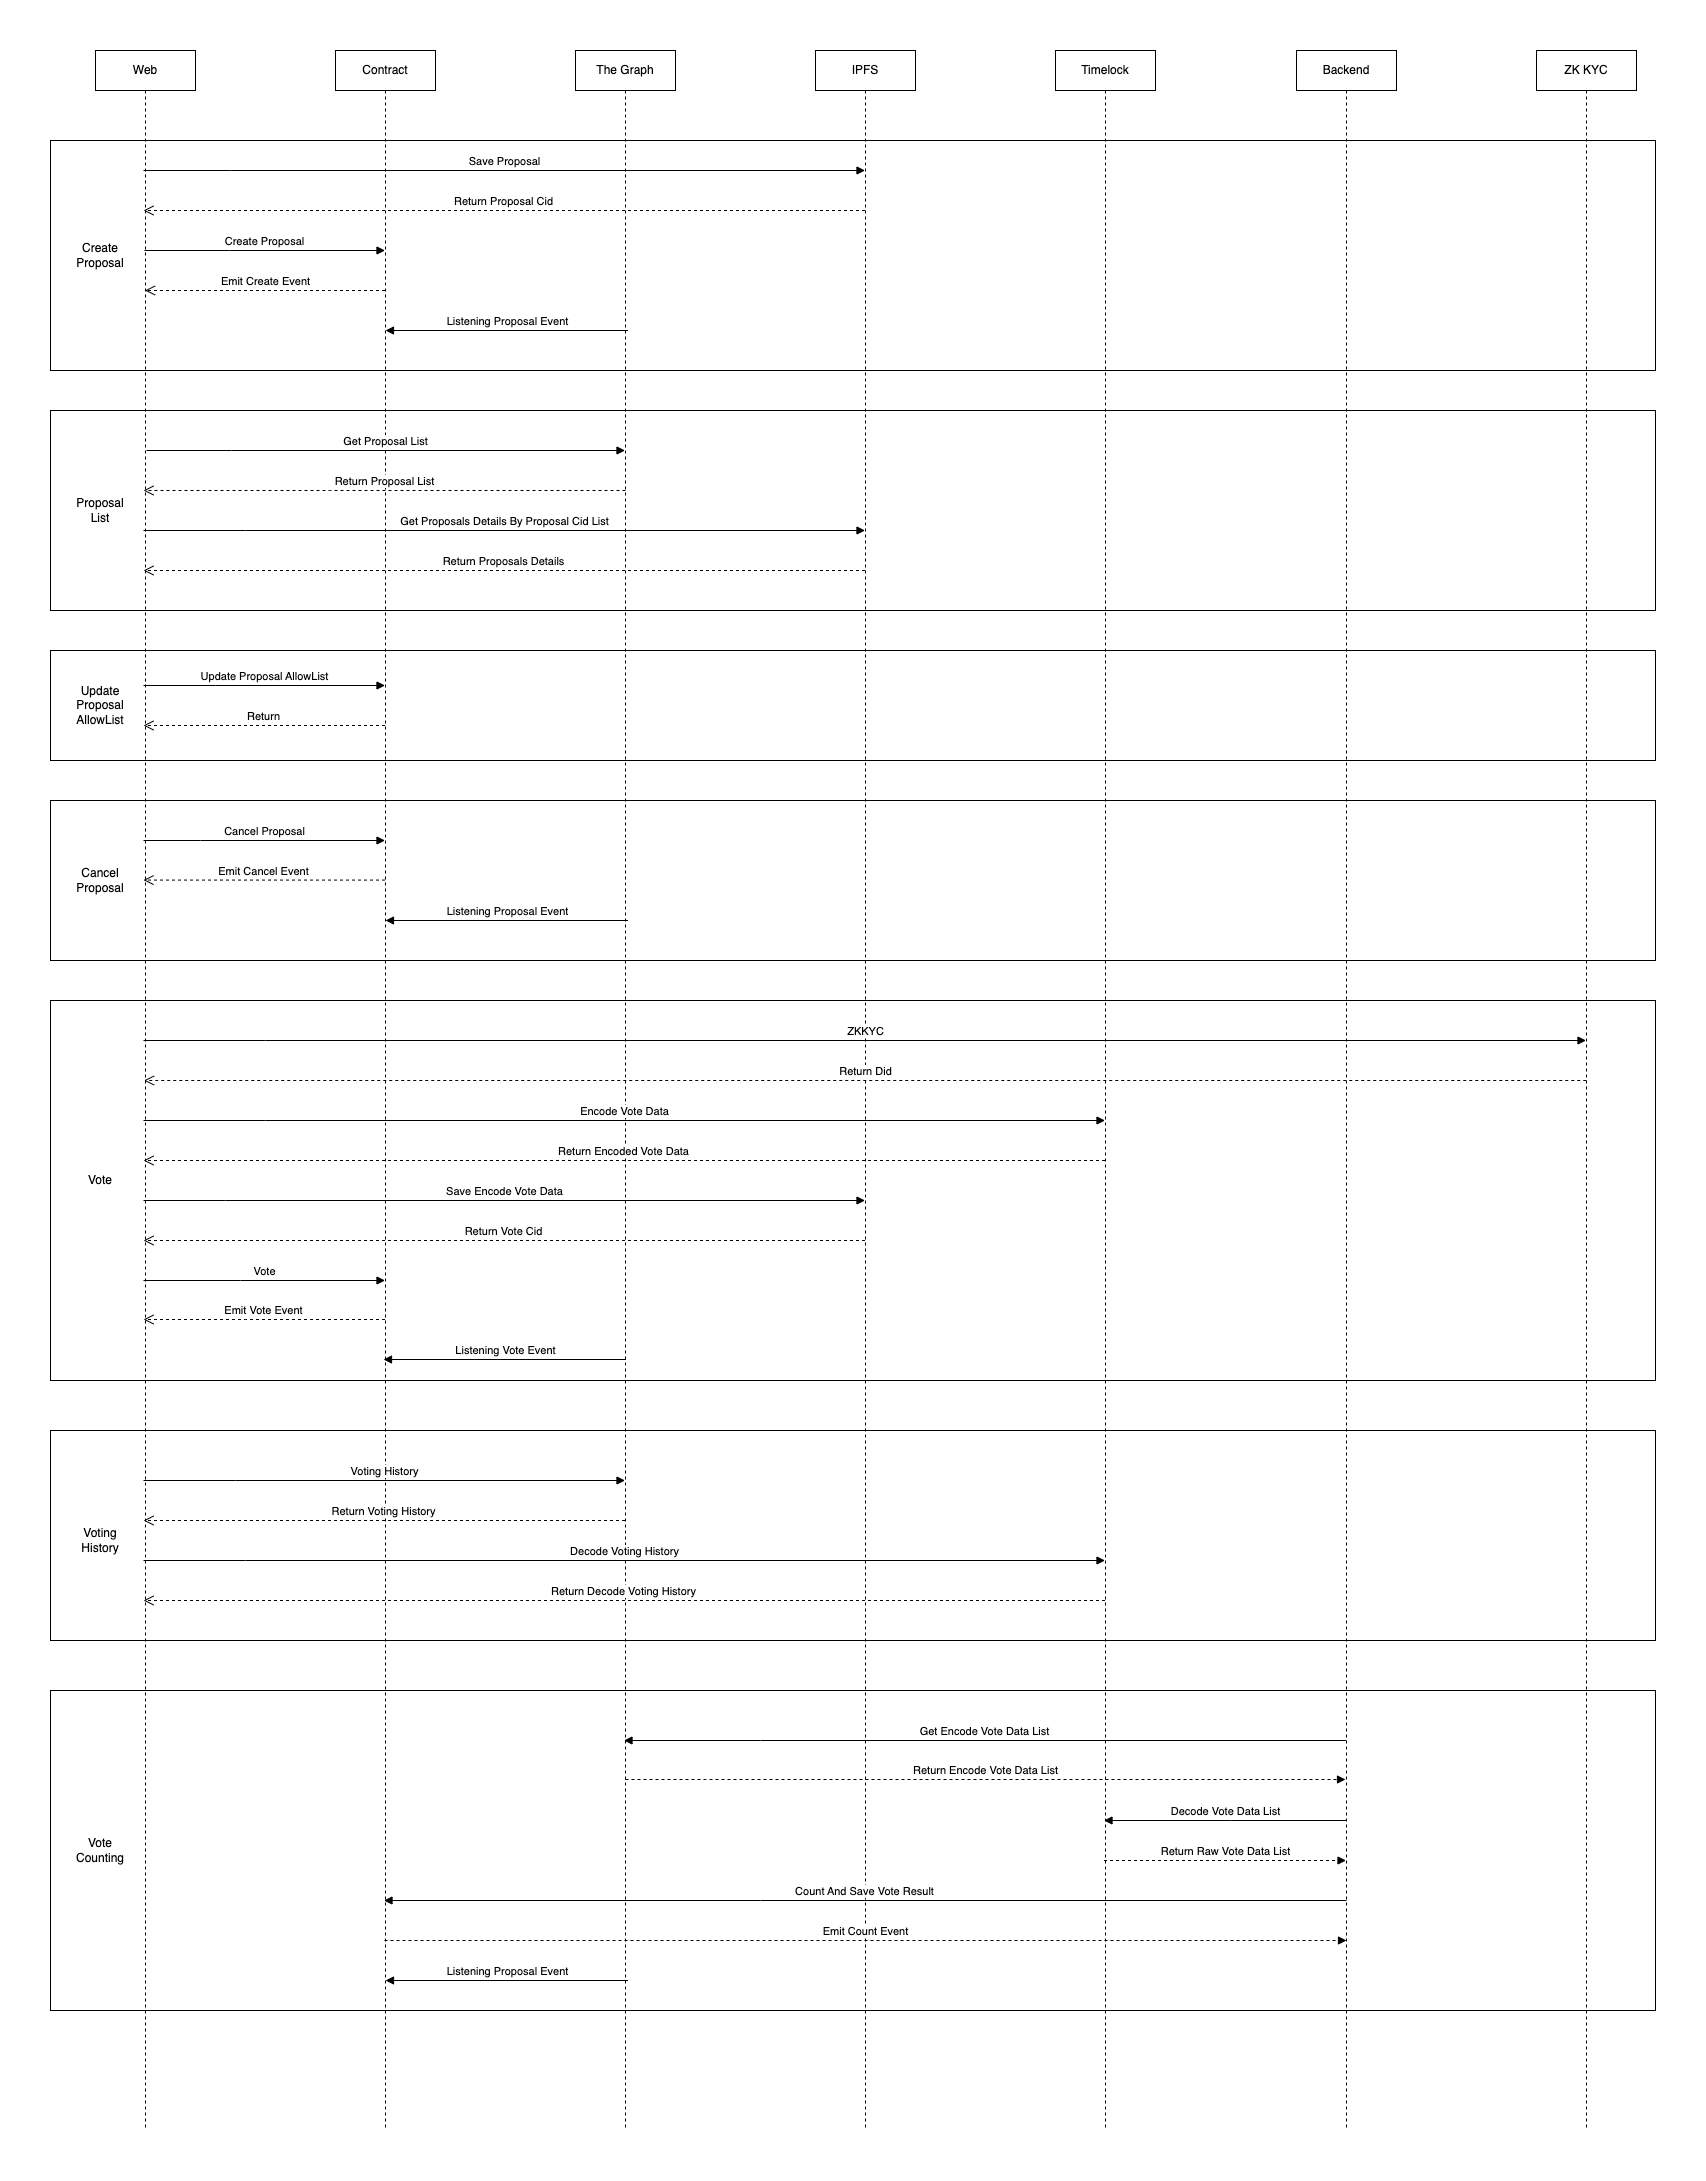 Web
Contract
The Graph
IPFS
Timelock
Backend
ZK KYC
Create
Proposal
Save Proposal
Return Proposal Cid
Create Proposal
Emit Create Event
Listening Proposal Event
Proposal
List
Get Proposal List
Return Proposal List
Get Proposals Details By Proposal Cid List
Return Proposals Details
Update
Proposal
AllowList
Update Proposal AllowList
Return
Cancel
Proposal
Cancel Proposal
Emit Cancel Event
Listening Proposal Event
Vote
ZKKYC
Return Did
Encode Vote Data
Return Encoded Vote Data
Save Encode Vote Data
Return Vote Cid
Vote
Emit Vote Event
Listening Vote Event
Voting
History
Voting History
Return Voting History
Decode Voting History
Return Decode Voting History
Vote
Counting
Get Encode Vote Data List
Return Encode Vote Data List
Decode Vote Data List
Return Raw Vote Data List
Count And Save Vote Result
Emit Count Event
Listening Proposal Event